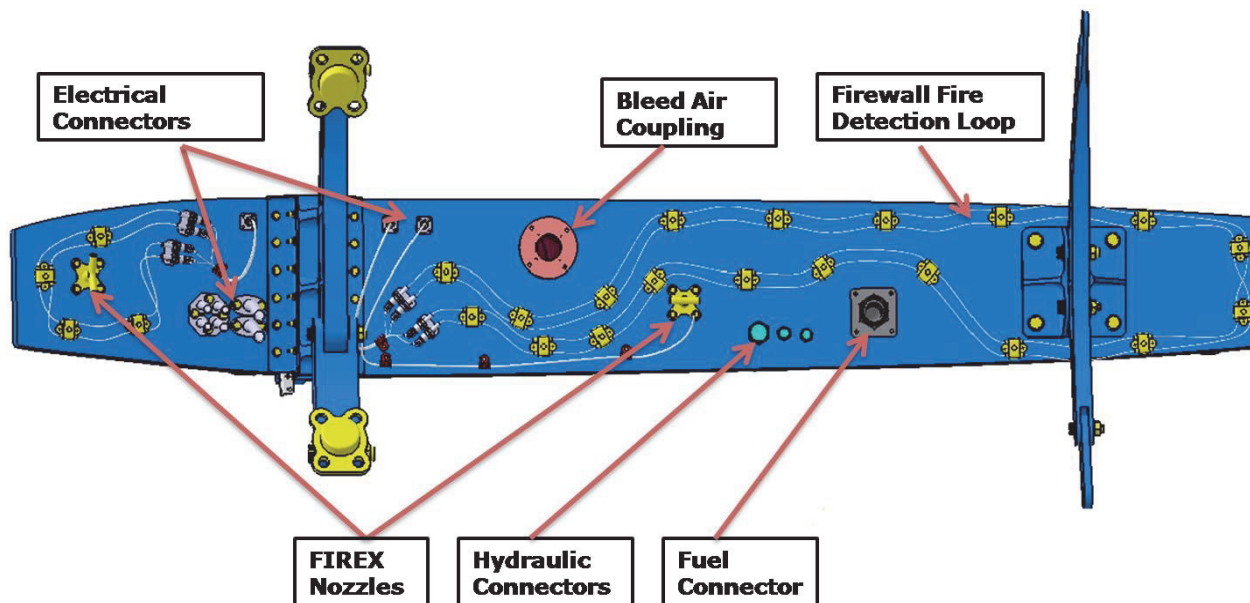 Electrical
Connectors
Bleed Air
Coupling
Firewall Fire
Detection Loop
FIREX
Nozzles
Hydraulic
Connectors
Fuel
Connector